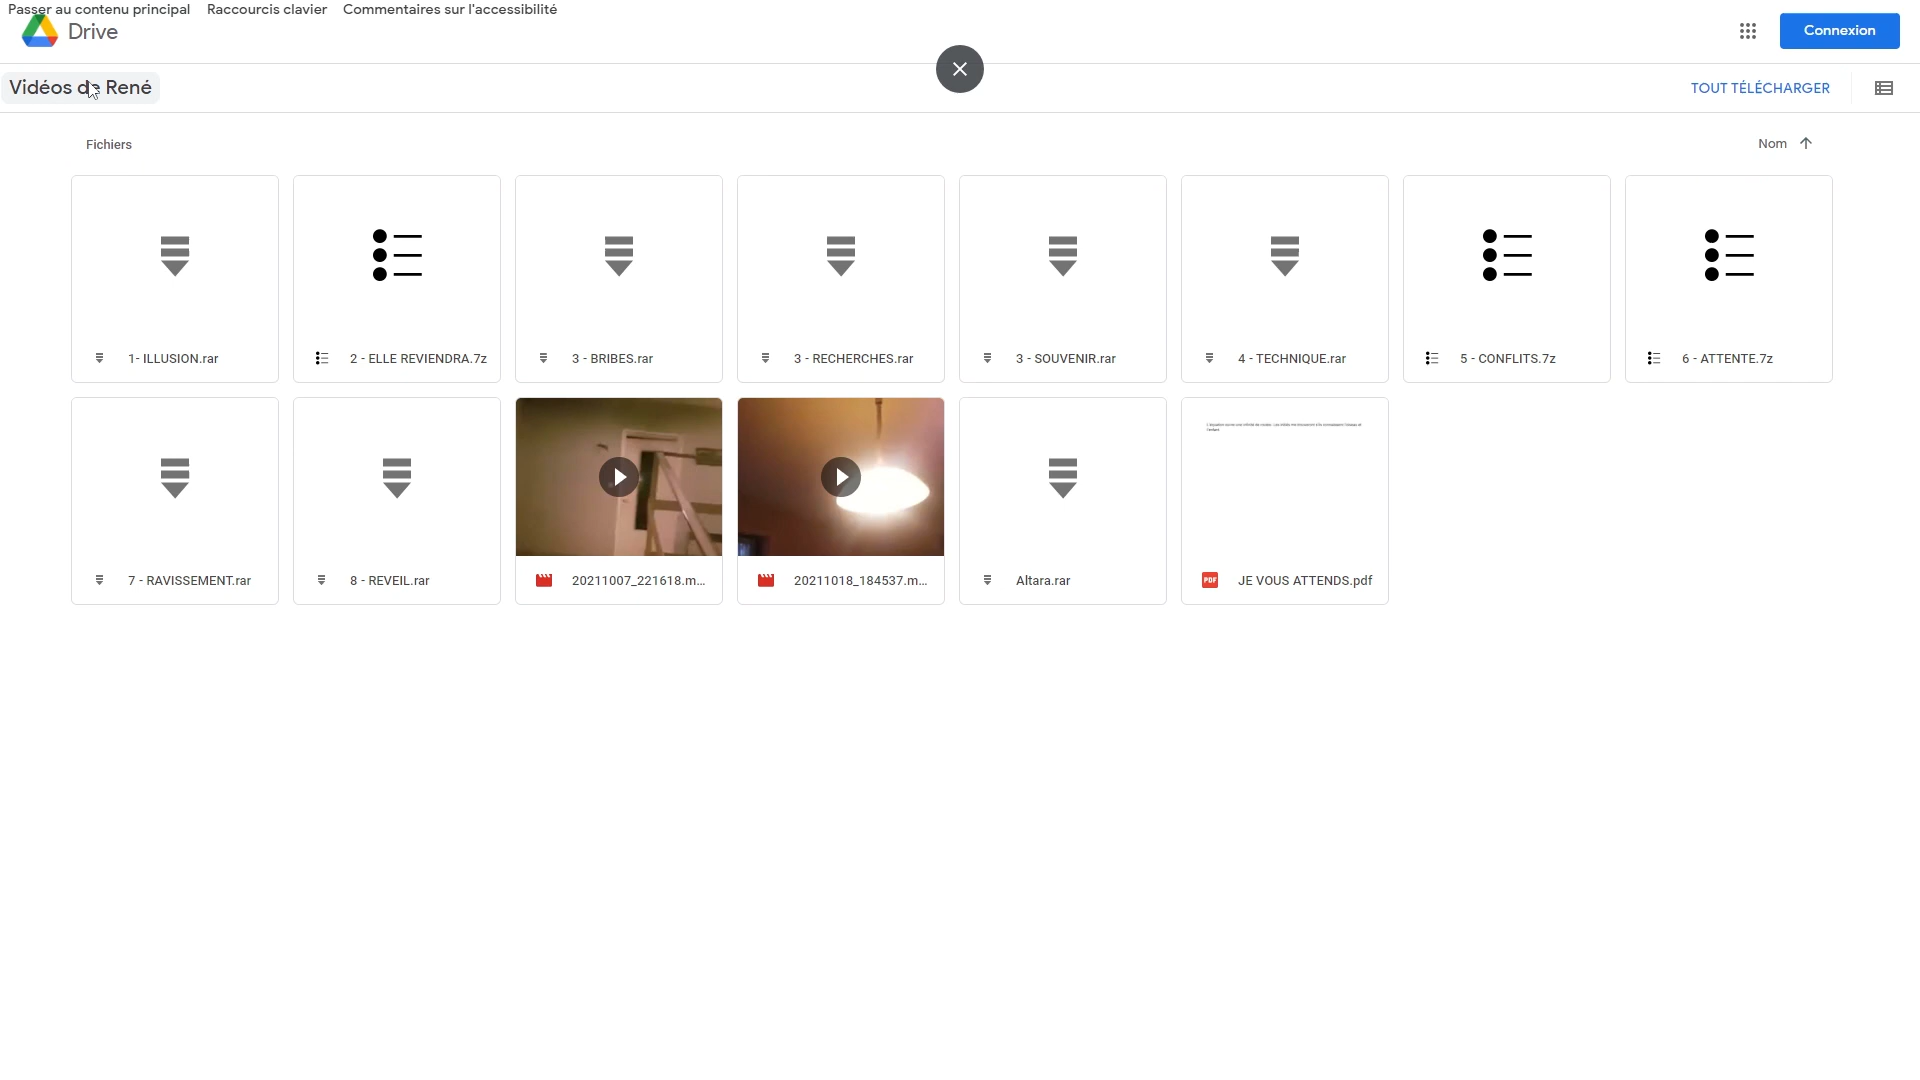 Passer au contenu principal Raccourcis clavier Commentaires sur l'accessibilité
Drive
Connexion
Vidéos de René
TOUT TÉLÉCHARGER
Fichiers
Nom
1- ILLUSION.rar
2 - ELLE REVIENDRA.7z
3 - BRIBES.rar
3 - RECHERCHES.rar
3 - SOUVENIR.rar
4 - TECHNIQUE.rar
5 - CONFLITS.7z
6 - ATTENTE.7z
7 - RAVISSEMENT.rar
8 - REVEIL.rar
20211007_221618.m...
20211018_184537.m...
Altara.rar
PDF
JE VOUS ATTENDS.pdf